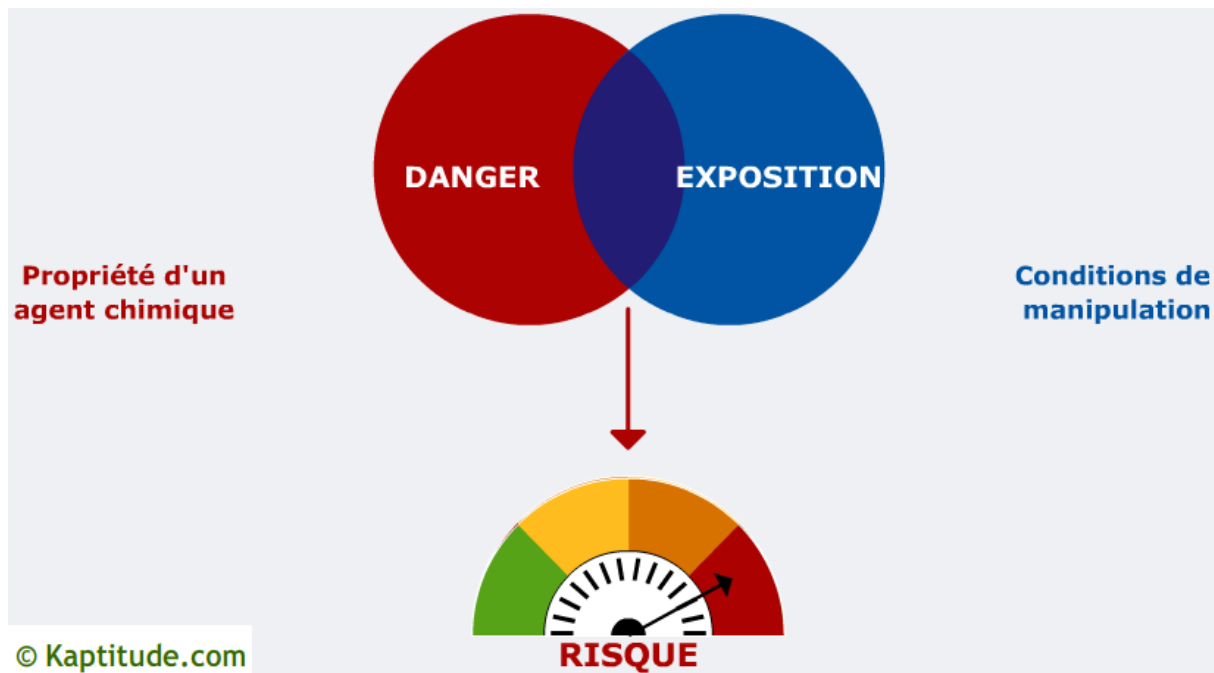 DANGER
EXPOSITION
Propriété d'un
agent chimique
Conditions de
manipulation
RISQUE
© Kaptitude.com